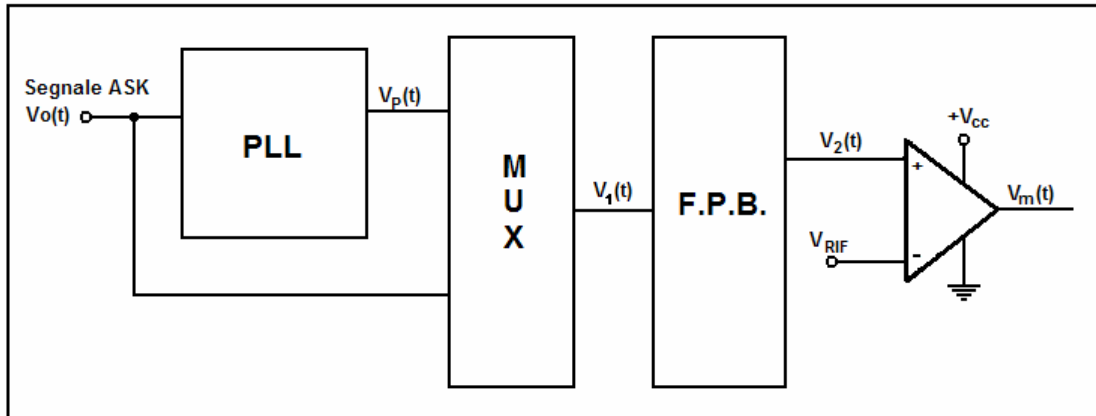 Segnale ASK
Vo(t)
PLL
VP(t)
M
U
X
V1(t)
F.P.B.
V2(t)
+Vcc
+
VRIF
-
Vm(t)